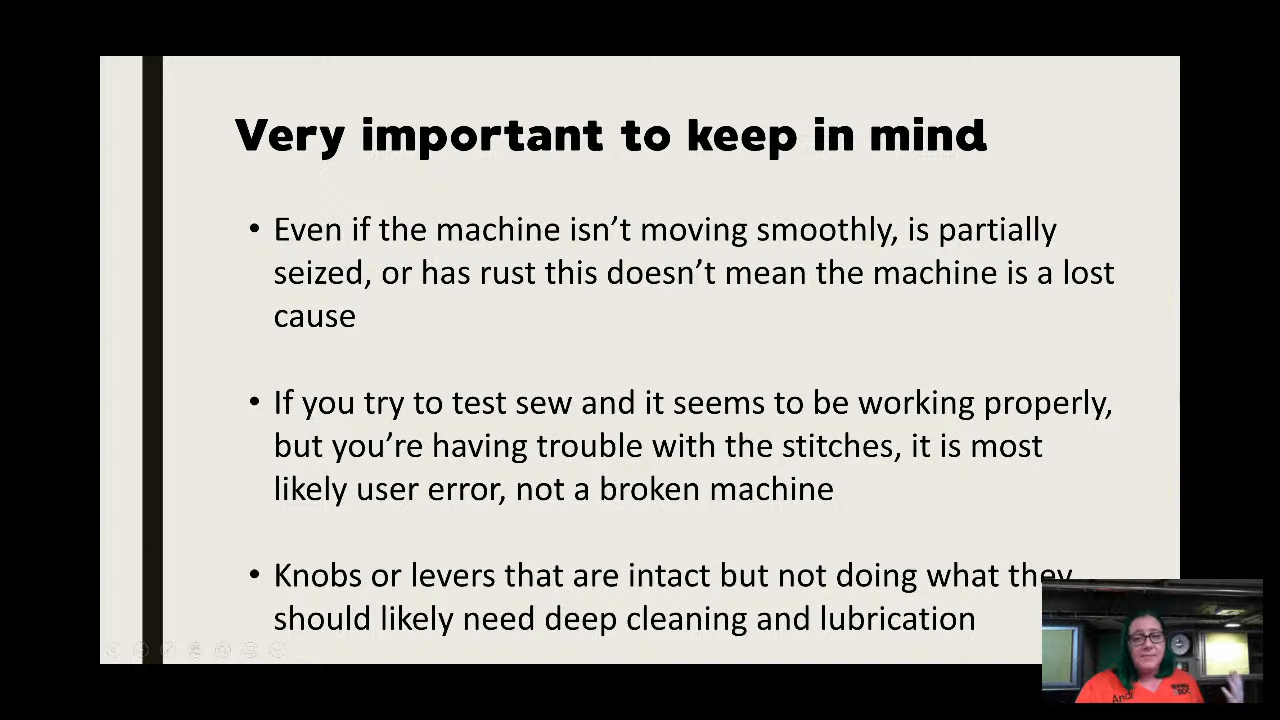 Very important to keep in mind
• Even if the machine isn’t moving smoothly, is partially
seized, or has rust this doesn’t mean the machine is a lost
cause
• If you try to test sew and it seems to be working properly,
but you’re having trouble with the stitches, it is most
likely user error, not a broken machine
• Knobs or levers that are intact but not doing what they
should likely need deep cleaning and lubrication
Andi